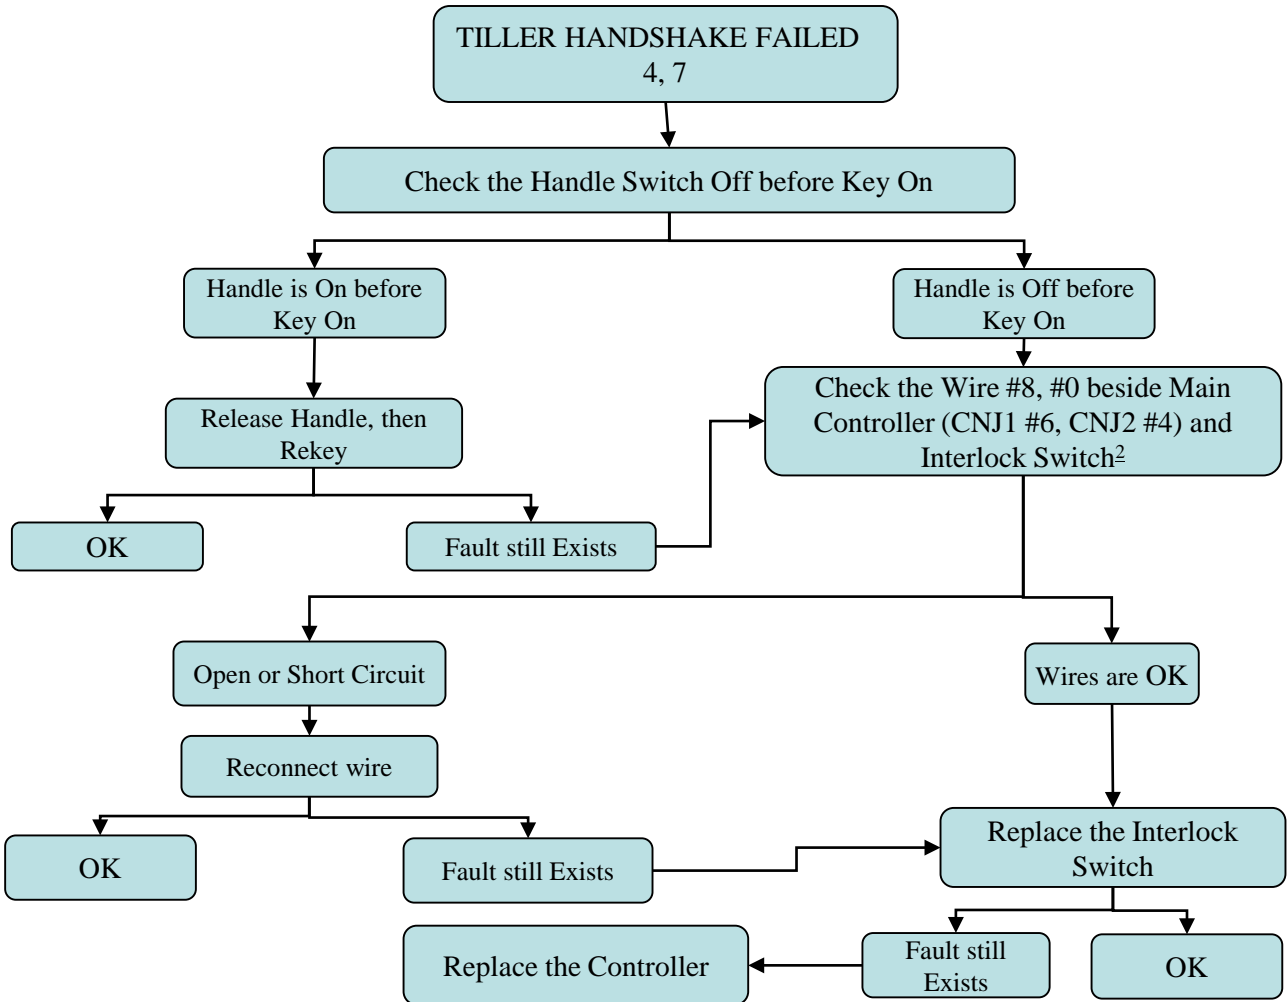 TILLER HANDSHAKE FAILED
4, 7
Check the Handle Switch Off before Key On
Handle is On before
Key On
Handle is Off before
Key On
Release Handle, then
Rekey
Check the Wire #8, #0 beside Main
Controller (CNJ1 #6, CNJ2 #4) and
Interlock Switch²
OK
Fault still Exists
Open or Short Circuit
Wires are OK
Reconnect wire
OK
Fault still Exists
Replace the Interlock
Switch
Replace the Controller
Fault still
Exists
OK